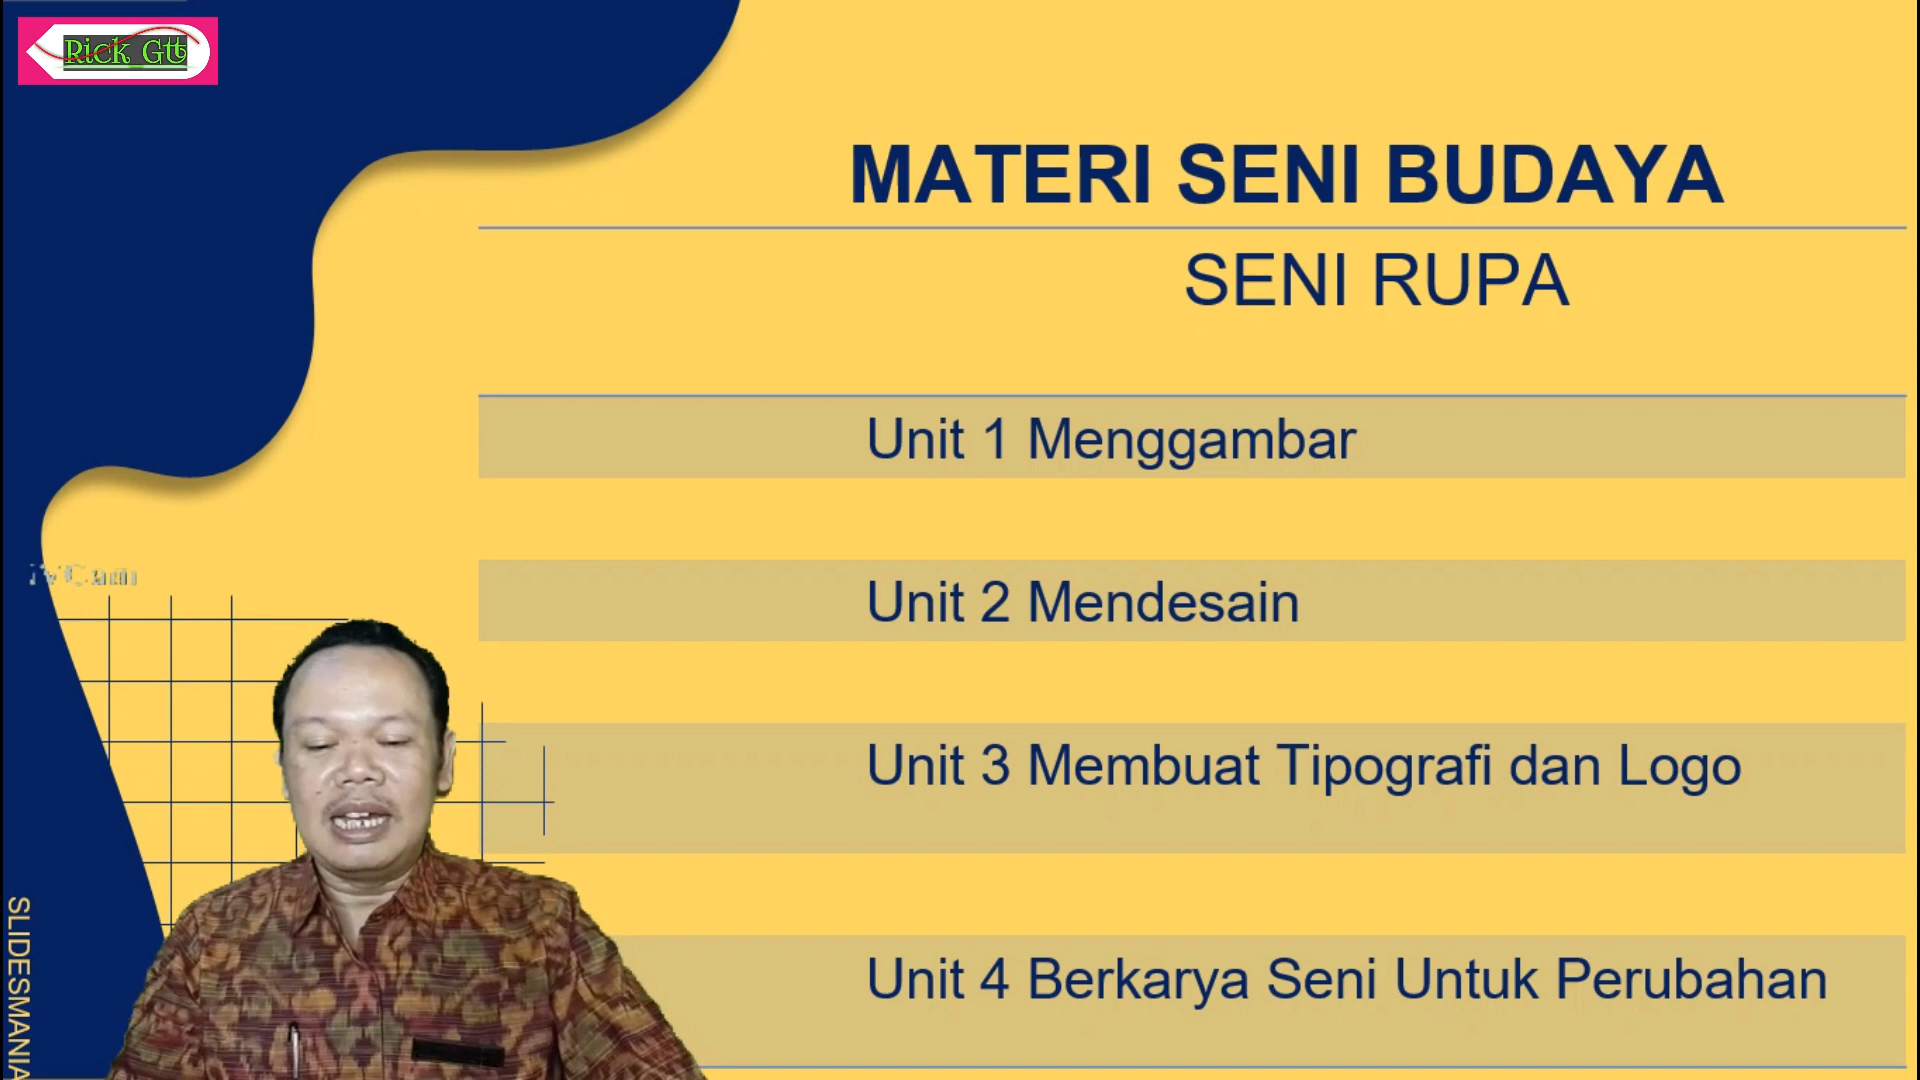 Rick Gtt
MATERI SENI BUDAYA
SENI RUPA
Unit 1 Menggambar
Unit 2 Mendesain
iVCam
Unit 3 Membuat Tipografi dan Logo
Unit 4 Berkarya Seni Untuk Perubahan
SLIDESMANIA